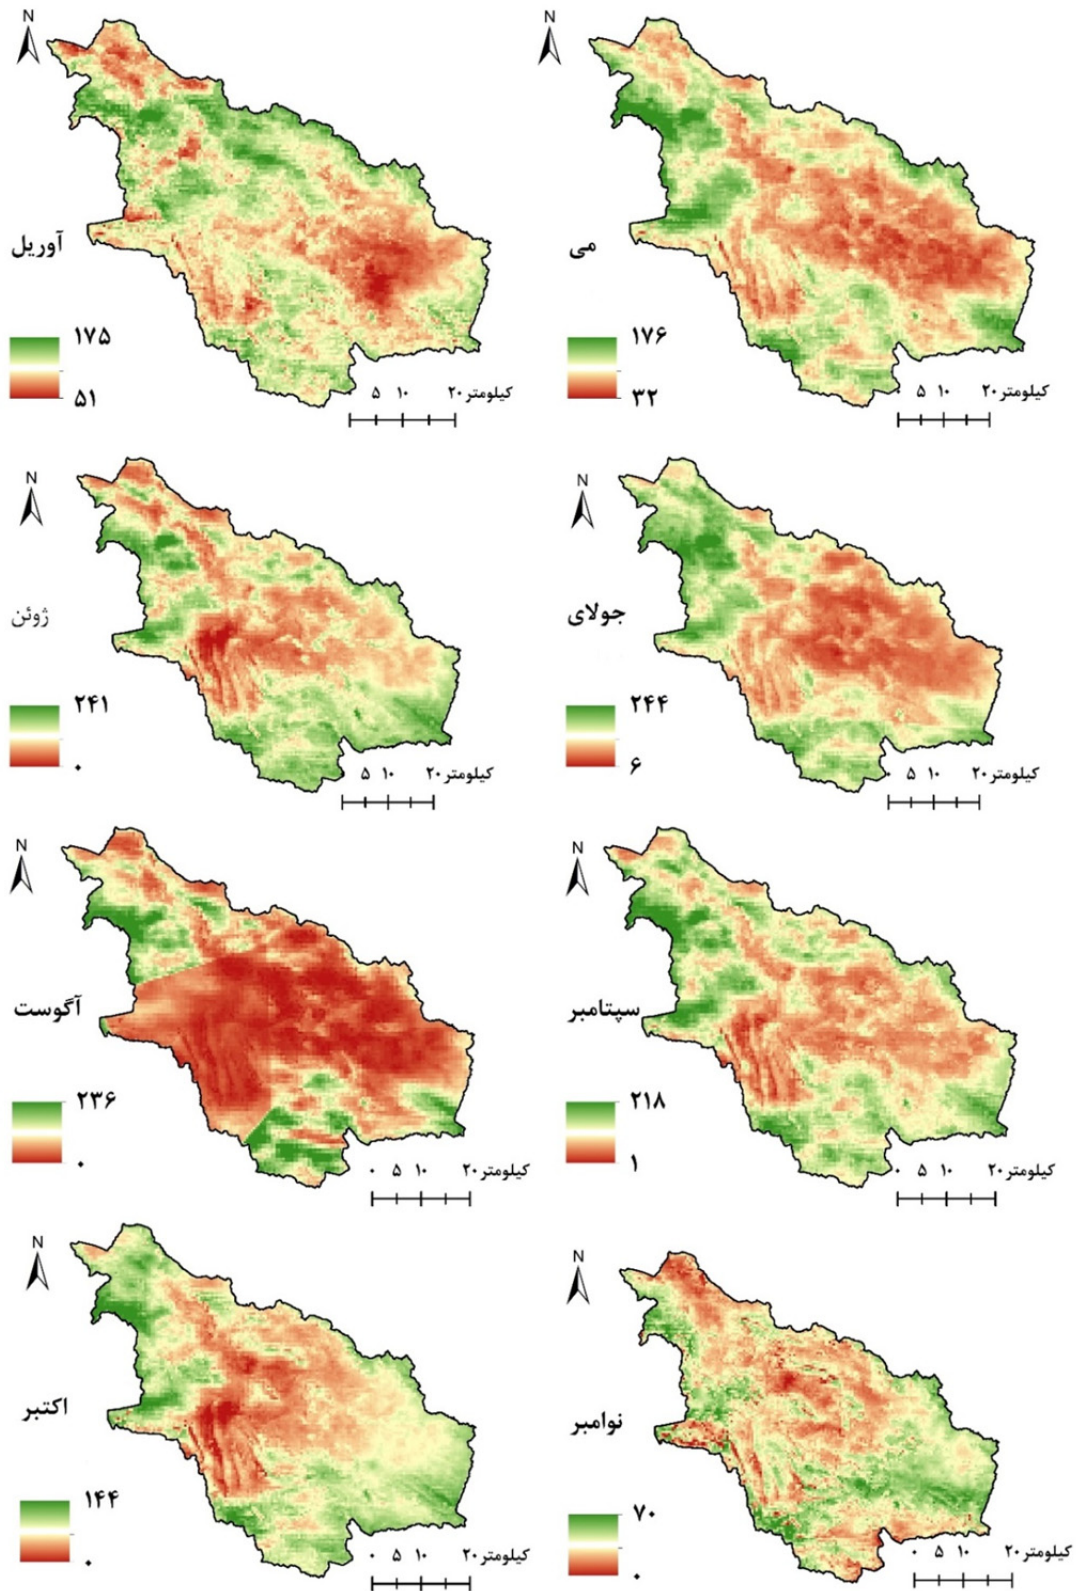 N
N
آوریل
می
۱۷۵
۵۱
۱۷۶
۳۲
۵ ۱۰ ۲۰ کیلومتر
۵ ۱۰ ۲۰ کیلومتر
N
N
ژوئن
جولای
۲۴۱
۰
۲۴۴
۶
۵ ۱۰ ۲۰ کیلومتر
۰ ۵ ۱۰ ۲۰ کیلومتر
N
N
آگوست
سپتامبر
۲۳۶
۰
۲۱۸
۱
۰ ۵ ۱۰ ۲۰ کیلومتر
۰ ۵ ۱۰ ۲۰ کیلومتر
N
N
اکتبر
نوامبر
۱۴۴
۰
۷۰
۰
۰ ۵ ۱۰ ۲۰ کیلومتر
۰ ۵ ۱۰ ۲۰ کیلومتر